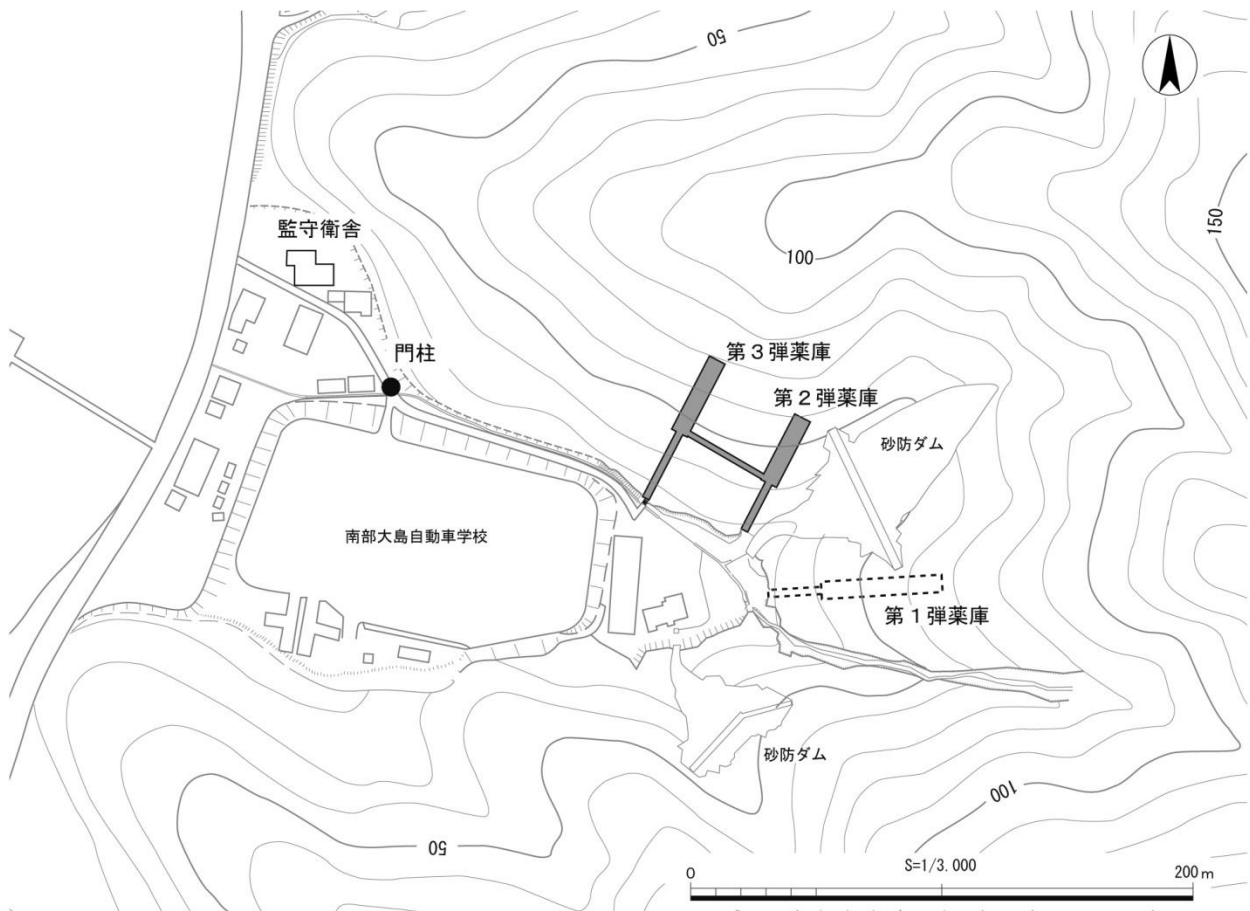 50
150
監守衛舎
100
門柱
第３弾薬庫
第２弾薬庫
砂防ダム
南部大島自動車学校
第１弾薬庫
砂防ダム
100
50
S=1/3.000
0
200m